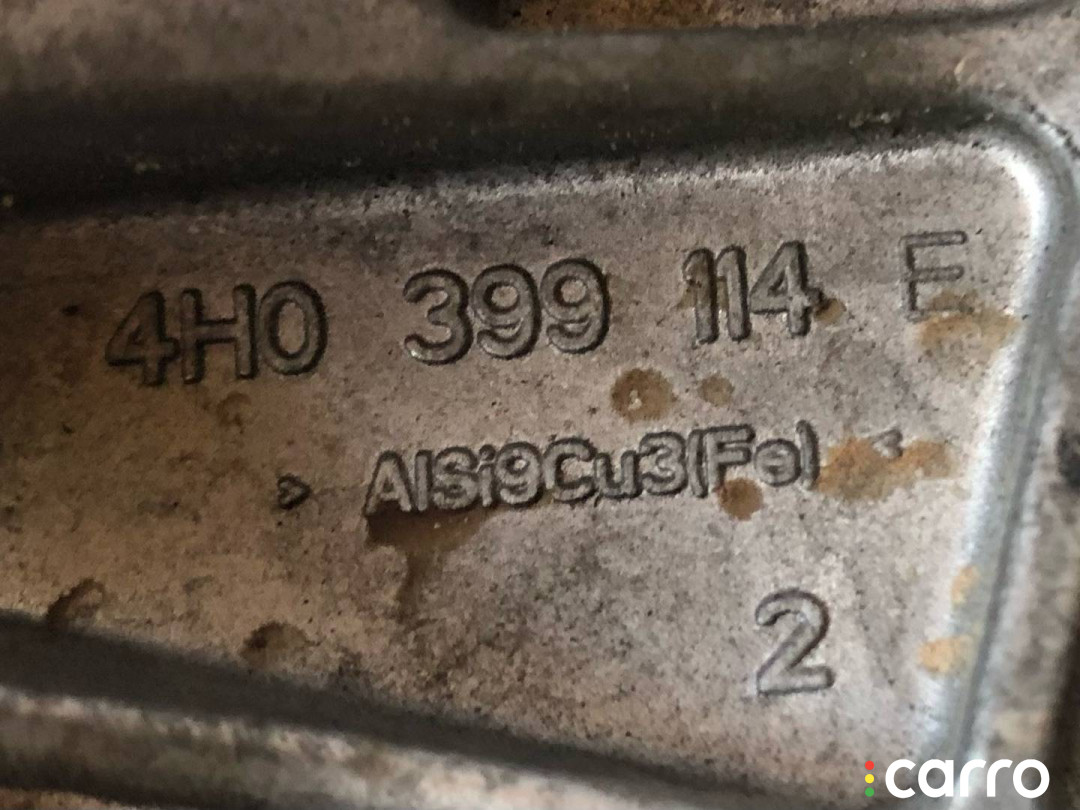 4H0 399 114 E
> AlSi9Cu3(Fe) <
2
carro